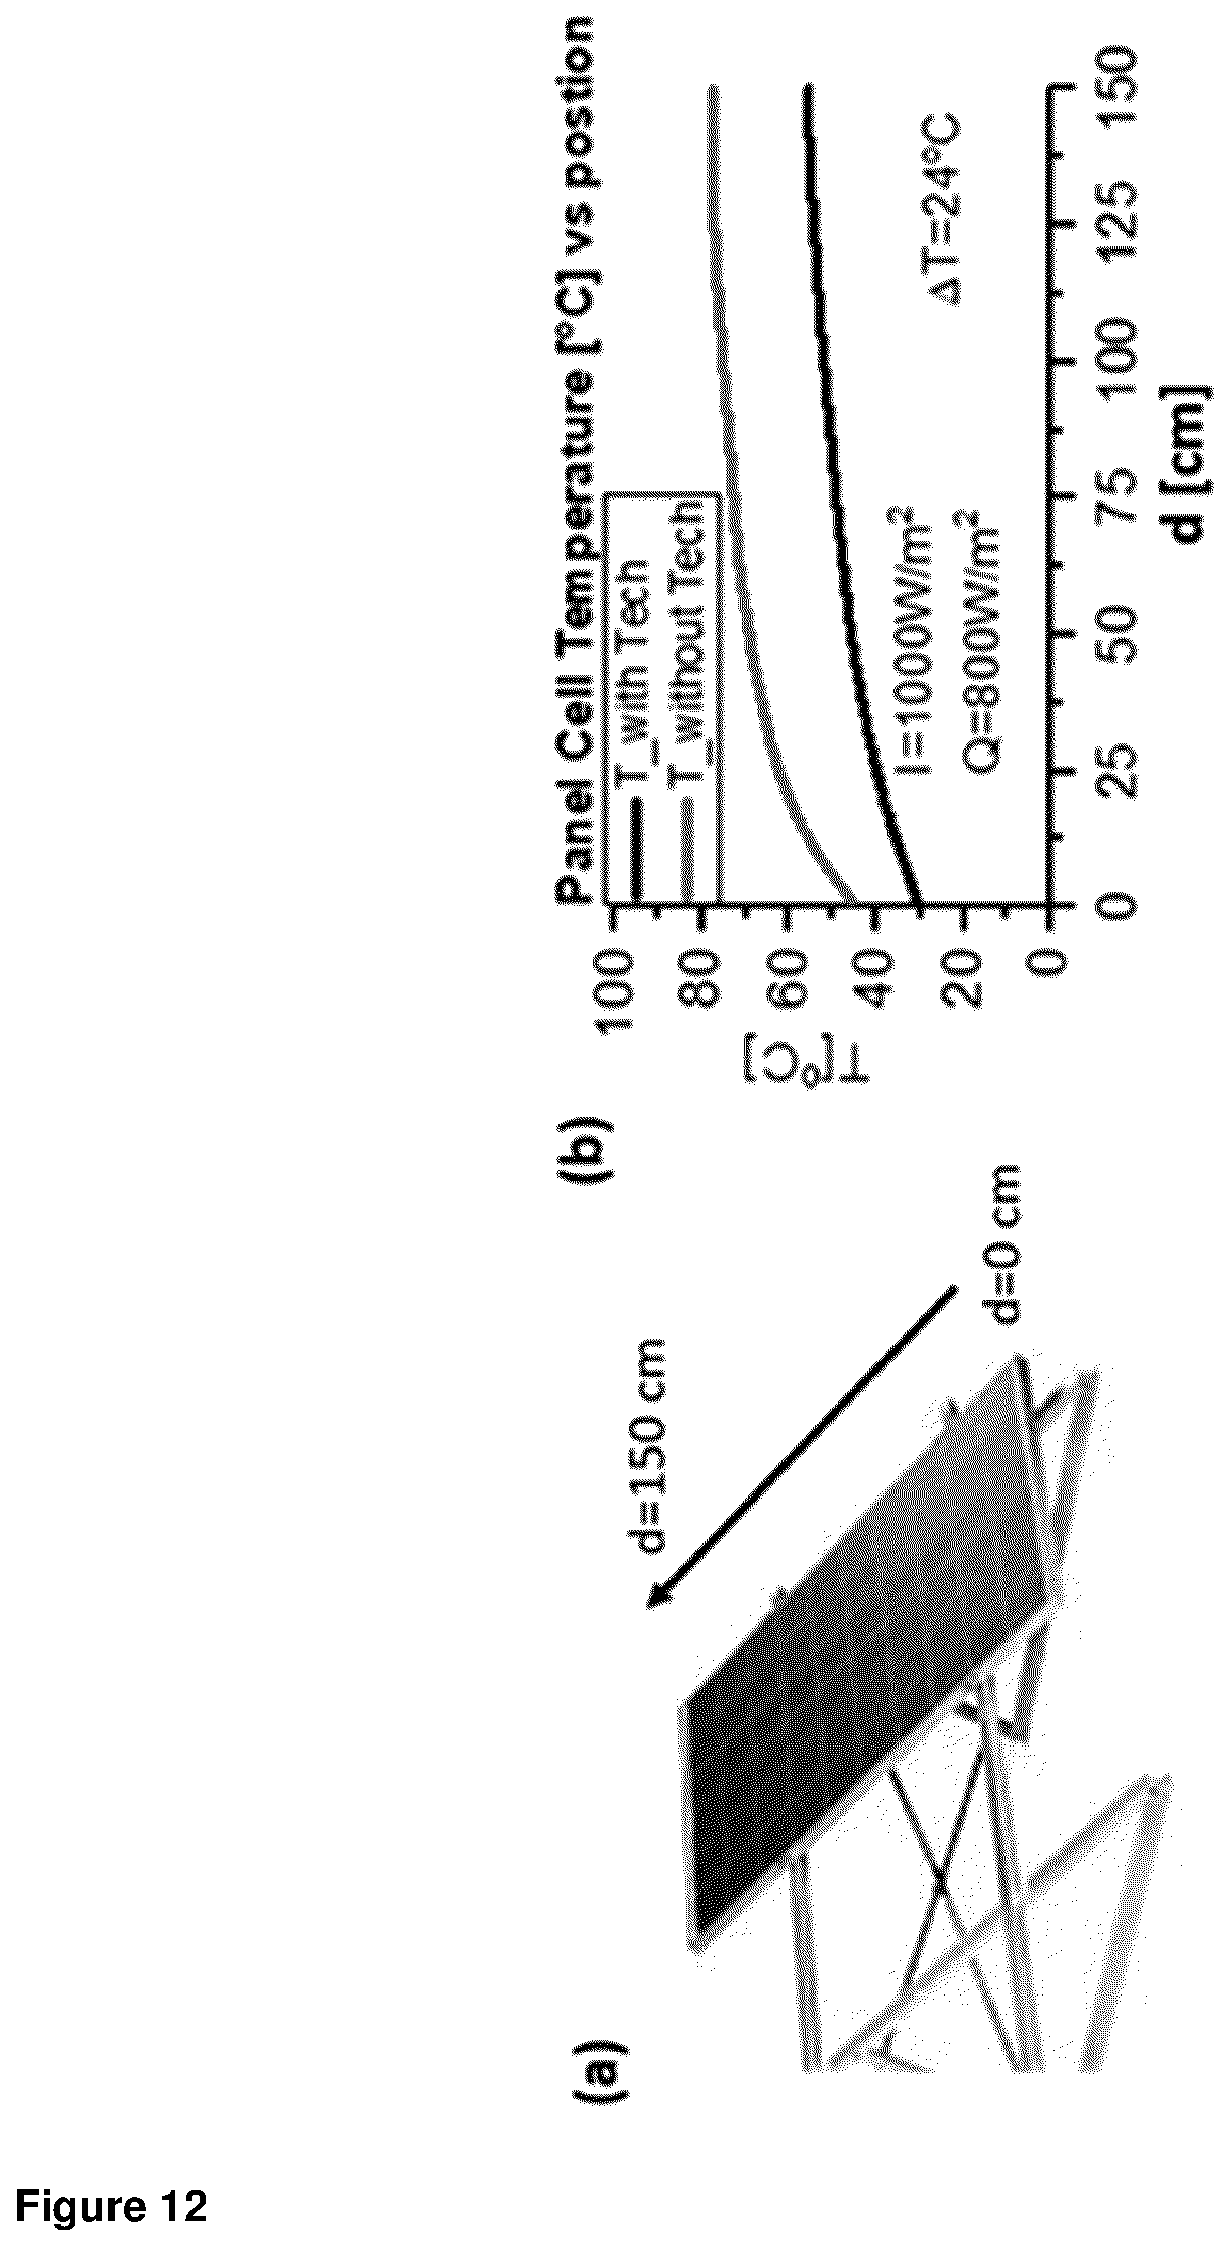 Figure 12
(a)
d=150 cm
d=0 cm
(b)
Panel Cell Temperature [°C] vs postion
T_with Tech
T_without Tech
T[°C]
100
80
60
40
20
0
I=1000W/m²
Q=800W/m²
ΔT=24°C
0 25 50 75 100 125 150
d [cm]